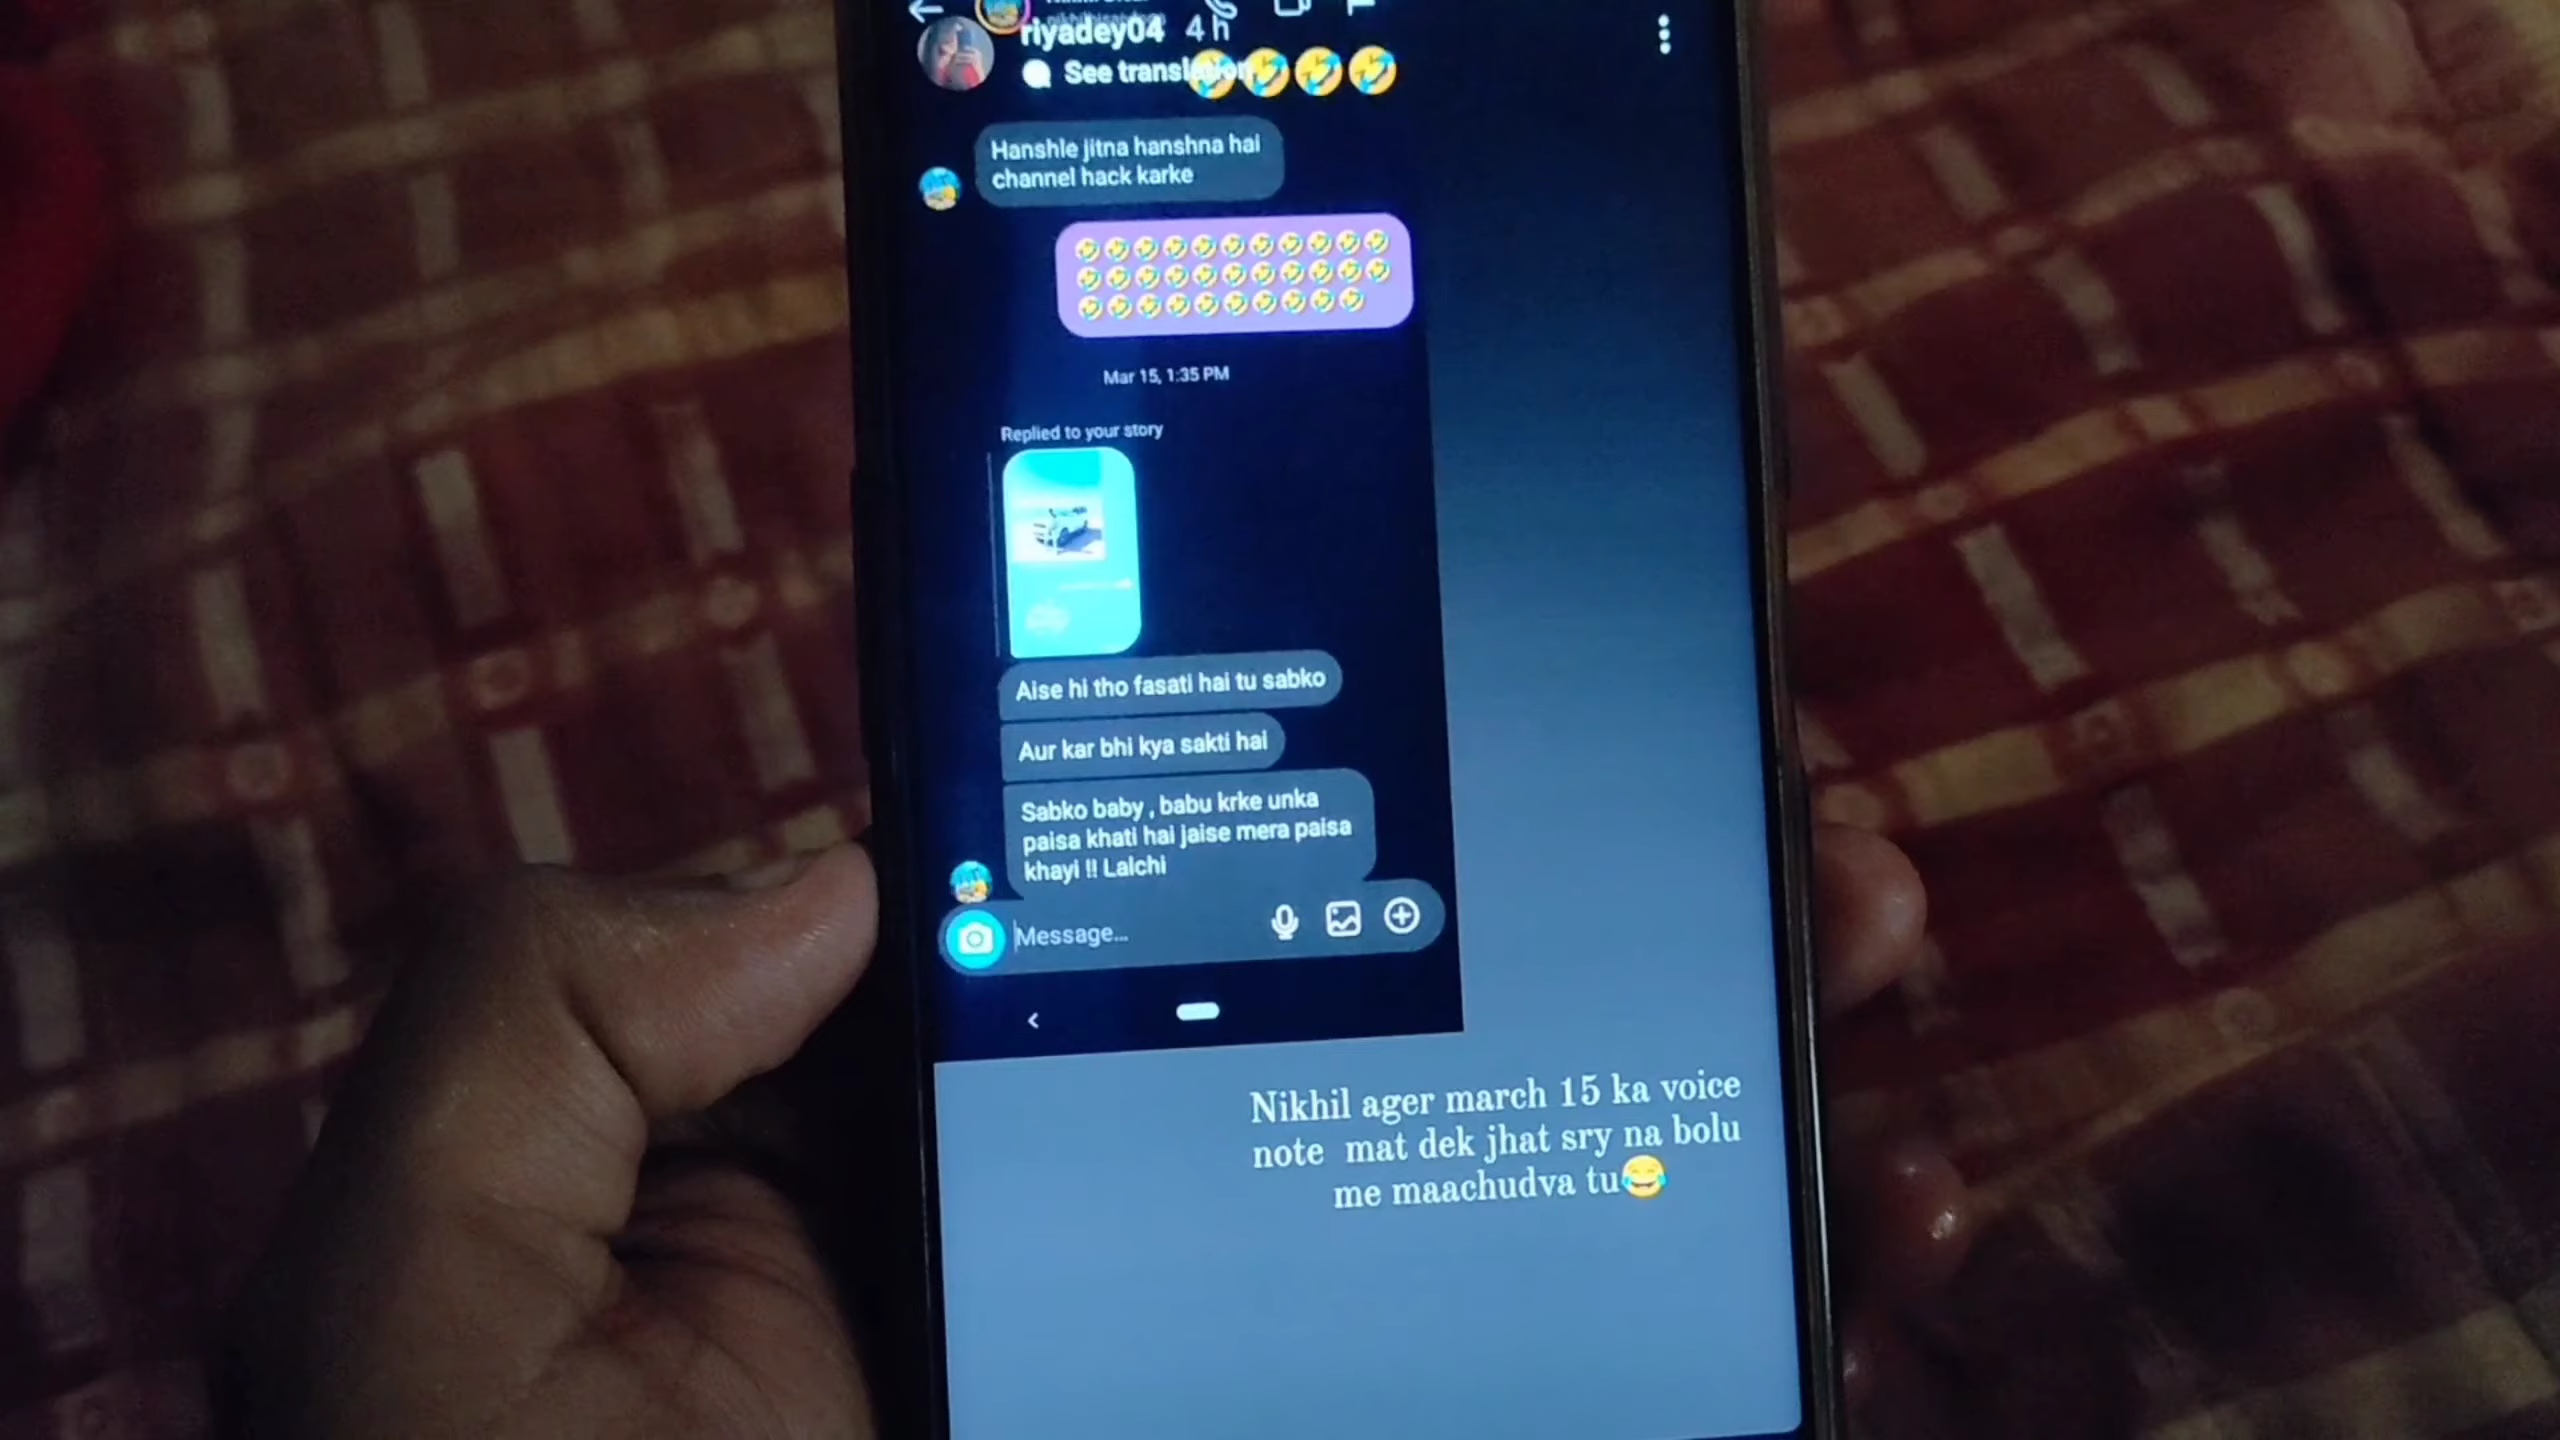 riyadey04 4 h
See translation
🤣🤣🤣🤣
Hanshle jitna hanshna hai
channel hack karke
🤣🤣🤣🤣🤣🤣🤣🤣🤣🤣🤣
🤣🤣🤣🤣🤣🤣🤣🤣🤣🤣🤣
🤣🤣🤣🤣🤣🤣🤣🤣🤣🤣
Mar 15, 1:35 PM
Replied to your story
Aise hi tho fasati hai tu sabko
Aur kar bhi kya sakti hai
Sabko baby , babu krke unka
paisa khati hai jaise mera paisa
khayi !! Lalchi
Message...
Nikhil ager march 15 ka voice
note mat dek jhat sry na bolu
me maachudva tu😂